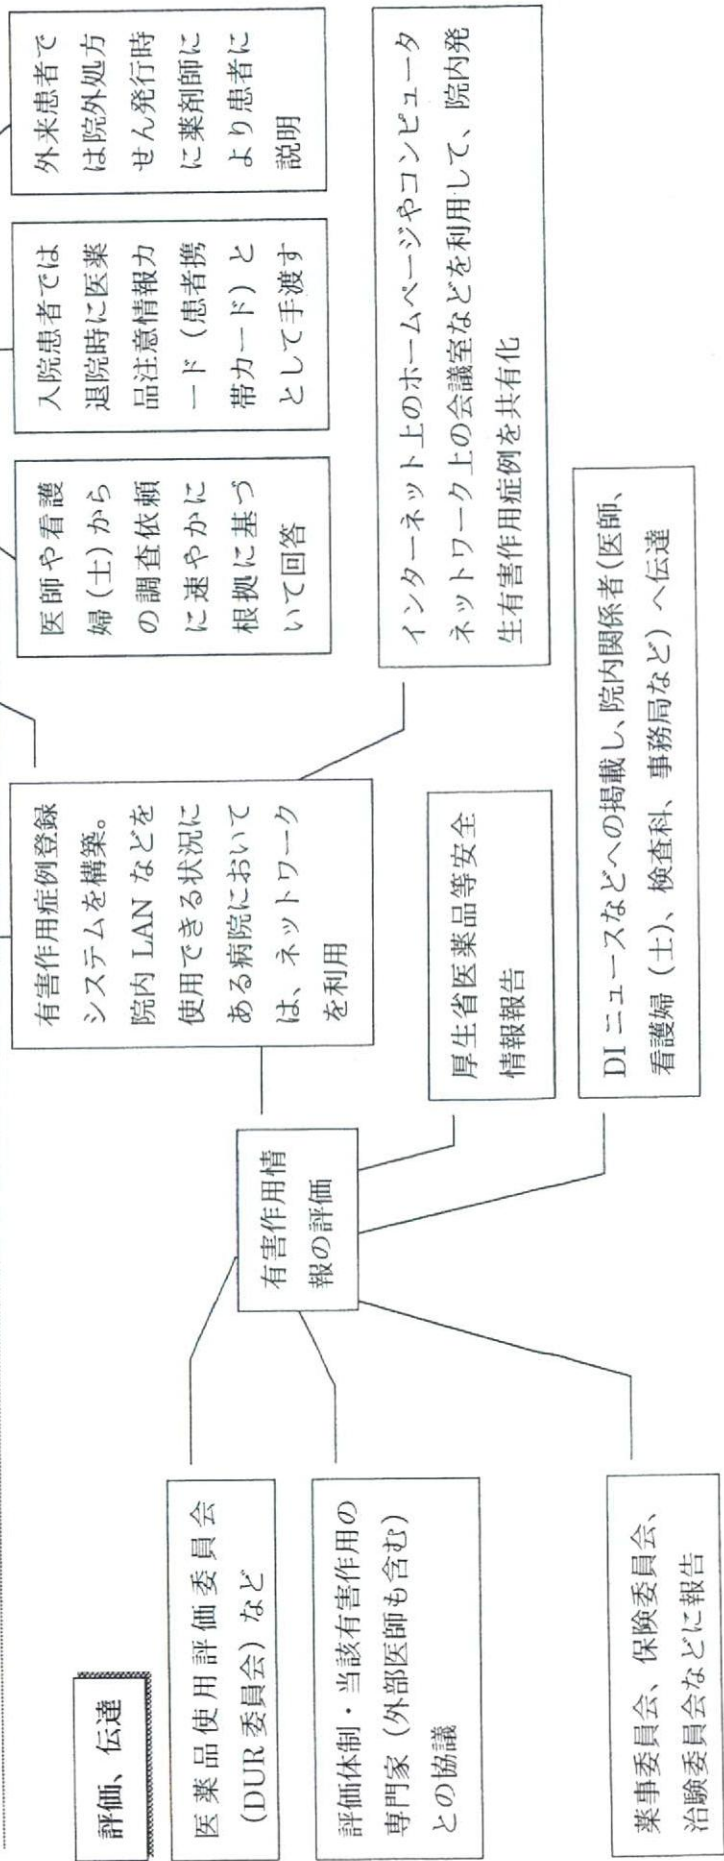 評価、伝達
医薬品使用評価委員会
(DUR委員会)など
評価体制・当該有害作用の
専門家(外部医師も含む)
との協議
薬事委員会、保険委員会、
治験委員会などに報告
有害作用情
報の評価
有害作用症例登録
システムを構築。
院内 LAN などを
使用できる状況に
ある病院において
は、ネットワーク
を利用
厚生省医薬品等安全
情報報告
DI ニュースなどへの掲載し、院内関係者(医師、
看護婦(士)、検査科、事務局など)へ伝達
医師や看護
婦(士)から
の調査依頼
に速やかに
根拠に基づ
いて回答
入院患者では
退院時に医薬
品注意情報カ
ード(患者携
帯カード)と
として手渡す
外来患者で
は院外処方
せん発行時
に薬剤師に
より患者に
説明
インターネット上のホームページやコンピュータ
ネットワーク上の会議室などを利用して、院内発
生有害作用症例を共有化